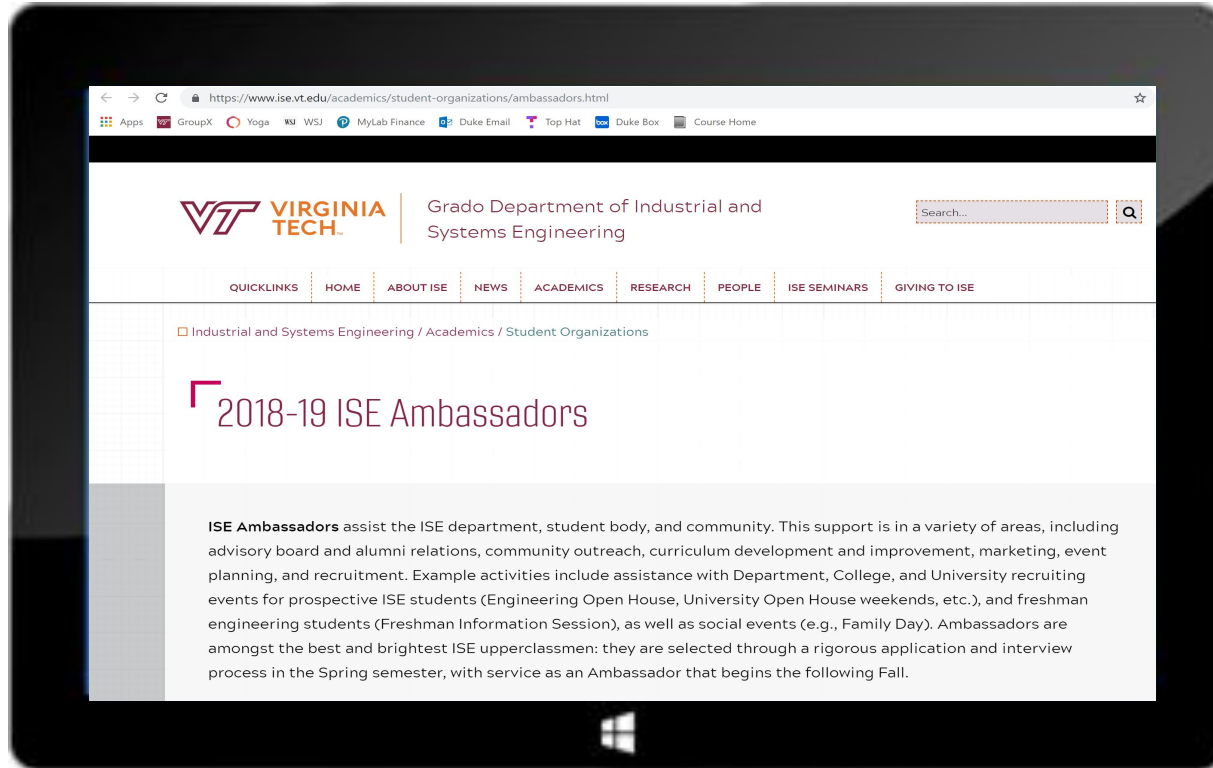 https://www.ise.vt.edu/academics/student-organizations/ambassadors.html
Apps GroupX Yoga WSJ WSJ MyLab Finance Duke Email Top Hat box Duke Box Course Home
VT VIRGINIA TECH™
Grado Department of Industrial and
Systems Engineering
Search...
QUICKLINKS HOME ABOUT ISE NEWS ACADEMICS RESEARCH PEOPLE ISE SEMINARS GIVING TO ISE
Industrial and Systems Engineering / Academics / Student Organizations
2018-19 ISE Ambassadors
ISE Ambassadors assist the ISE department, student body, and community. This support is in a variety of areas, including
advisory board and alumni relations, community outreach, curriculum development and improvement, marketing, event
planning, and recruitment. Example activities include assistance with Department, College, and University recruiting
events for prospective ISE students (Engineering Open House, University Open House weekends, etc.), and freshman
engineering students (Freshman Information Session), as well as social events (e.g., Family Day). Ambassadors are
amongst the best and brightest ISE upperclassmen: they are selected through a rigorous application and interview
process in the Spring semester, with service as an Ambassador that begins the following Fall.